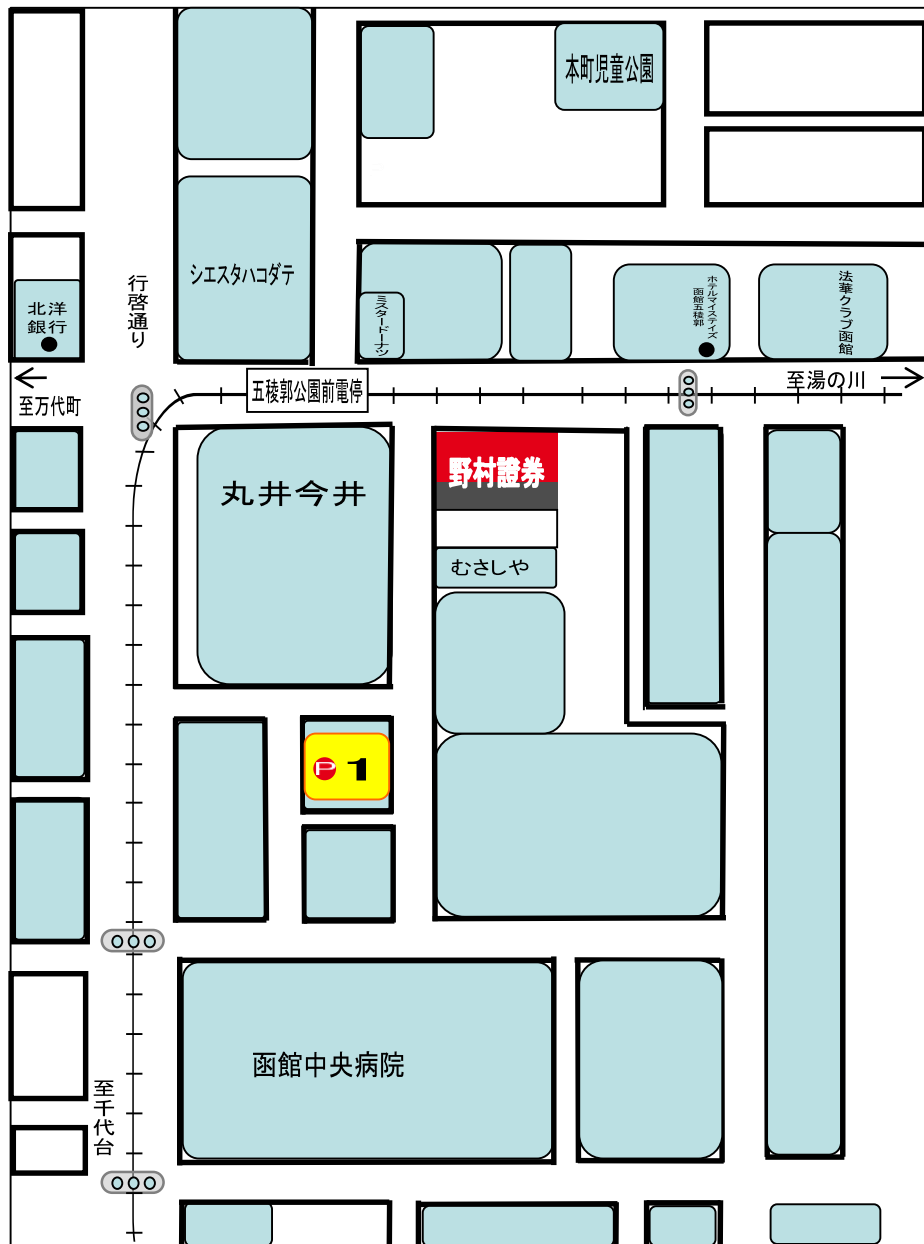 本町児童公園
シエスタハコダテ
行啓通り
北洋
銀行
ミスタードーナツ
ホテルマイステイズ
函館五稜郭
法華クラブ函館
至万代町
五稜郭公園前電停
至湯の川
丸井今井
野村證券
むさしや
P 1
函館中央病院
至千代台